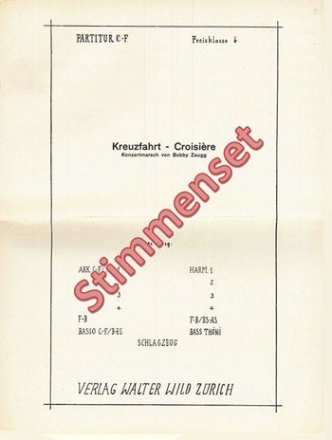 PARTITUR C-F Preisklasse 6
Kreuzfahrt - Croisière
Konzertmarsch von Bobby Zaugg
Stimmenset
HARM. 1
2
3 3
4 4
F-B F-B/ES-AS
BASSO C-F/B-ES BASS THÖNI
SCHLAGZEUG
VERLAG WALTER WILD ZÜRICH